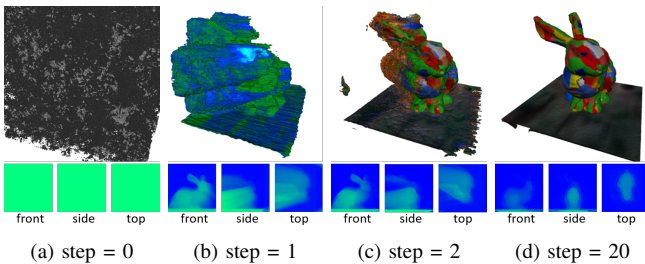 front side top front side top front side top front side top
(a) step = 0 (b) step = 1 (c) step = 2 (d) step = 20